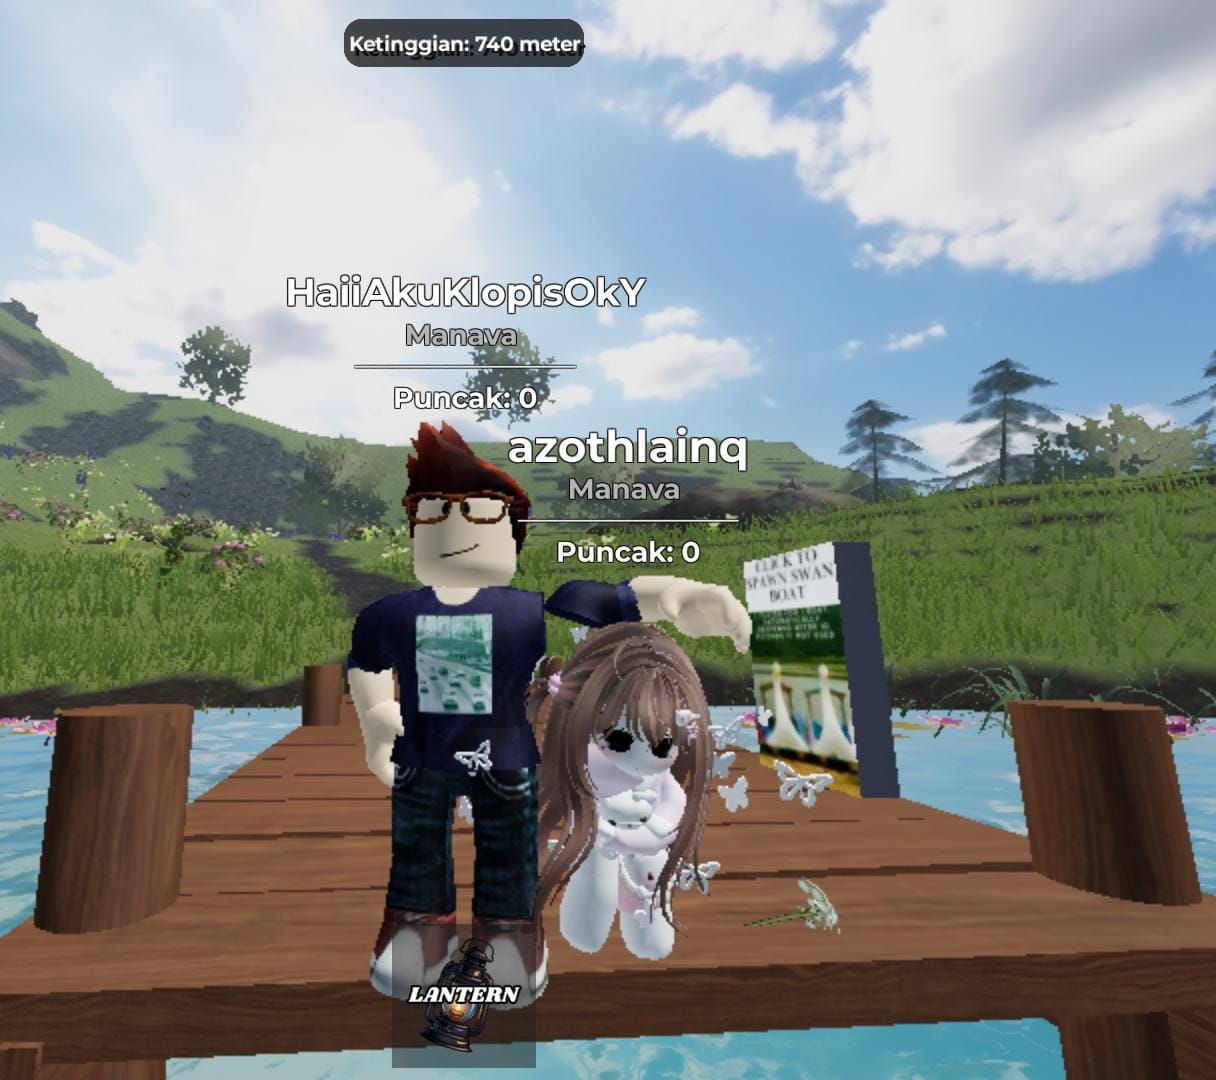 Ketinggian: 740 meter
HaiiAkuKlopisOkY
Manava
Puncak: 0
azothlainq
Manava
Puncak: 0
CLICK TO
SPAWN SWAN
BOAT
LANTERN